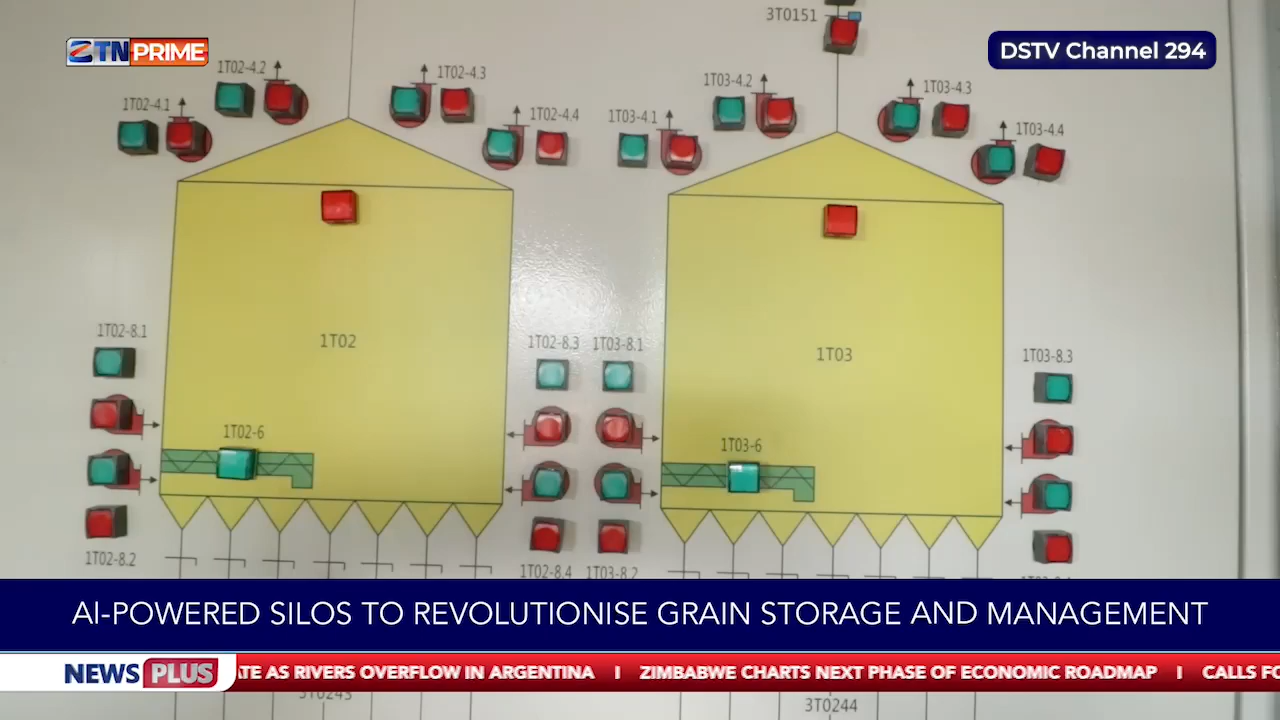 3T0151
ZTN PRIME
DSTV Channel 294
1T02-4.2
1T02-4.3
1T03-4.2
1T03-4.3
1T02-4.1
1T02-4.4
1T03-4.1
1T03-4.4
1T02
1T03
1T02-8.1
1T02-8.3
1T03-8.1
1T03-8.3
1T02-6
1T03-6
1T02-8.2
1T02-8.4
1T03-8.2
AI-POWERED SILOS TO REVOLUTIONISE GRAIN STORAGE AND MANAGEMENT
NEWS PLUS
TE AS RIVERS OVERFLOW IN ARGENTINA I ZIMBABWE CHARTS NEXT PHASE OF ECONOMIC ROADMAP I CALLS FO
3T0243
3T0244